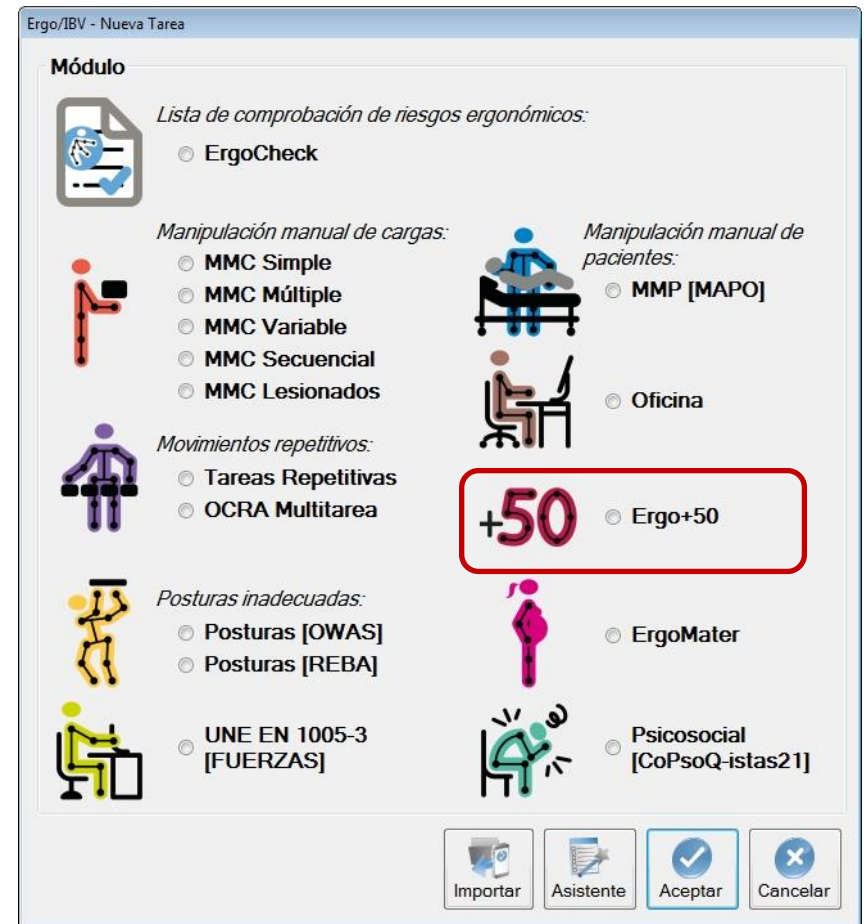 Ergo/IBV - Nueva Tarea
Módulo
Lista de comprobación de riesgos ergonómicos:
ErgoCheck
Manipulación manual de cargas:
MMC Simple
MMC Múltiple
MMC Variable
MMC Secuencial
MMC Lesionados
Manipulación manual de
pacientes:
MMP [MAPO]
Oficina
Movimientos repetitivos:
Tareas Repetitivas
OCRA Multitarea
+50
Ergo+50
Posturas inadecuadas:
Posturas [OWAS]
Posturas [REBA]
ErgoMater
UNE EN 1005-3
[FUERZAS]
Psicosocial
[CoPsoQ-istas21]
Importar
Asistente
Aceptar
Cancelar